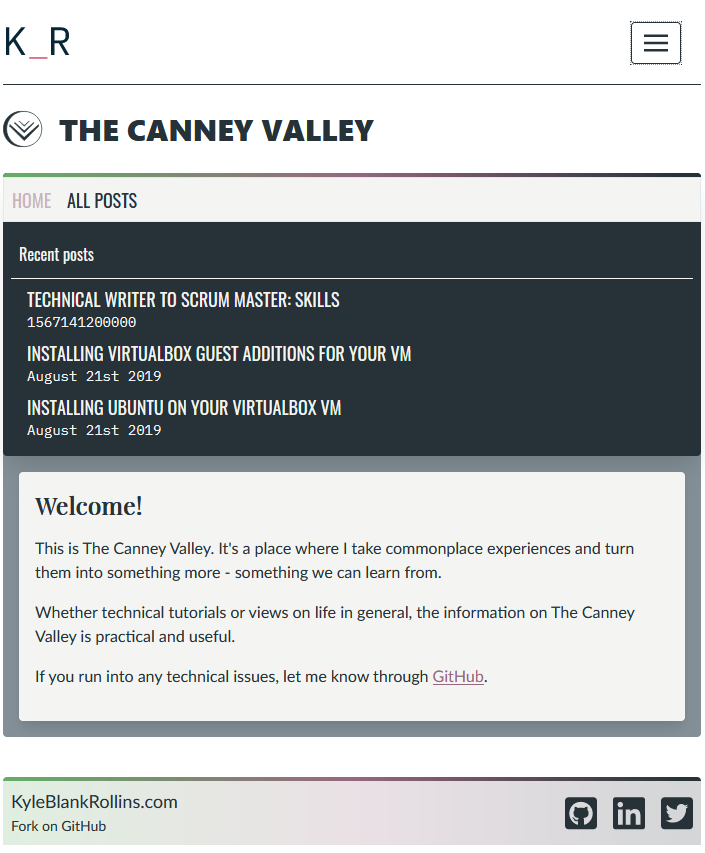 K_R
THE CANNEY VALLEY
HOME ALL POSTS
Recent posts
TECHNICAL WRITER TO SCRUM MASTER: SKILLS
1567141200000
INSTALLING VIRTUALBOX GUEST ADDITIONS FOR YOUR VM
August 21st 2019
INSTALLING UBUNTU ON YOUR VIRTUALBOX VM
August 21st 2019
Welcome!
This is The Canney Valley. It's a place where I take commonplace experiences and turn
them into something more - something we can learn from.
Whether technical tutorials or views on life in general, the information on The Canney
Valley is practical and useful.
If you run into any technical issues, let me know through GitHub.
KyleBlankRollins.com
Fork on GitHub
in